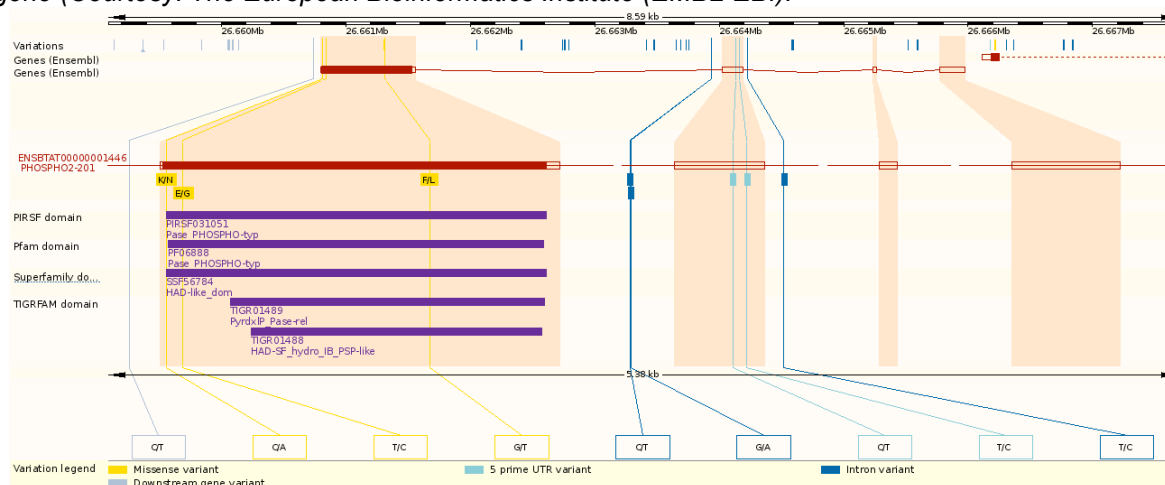 gene (Courtesy: The European Bioinformatics Institute (EMBL-EBI).
8.59 kb
26.660Mb 26.661Mb 26.662Mb 26.663Mb 26.664Mb 26.665Mb 26.666Mb 26.667Mb
Variations
Genes (Ensembl)
Genes (Ensembl)
ENSBTAT00000001446
PHOSPHO2-201
K/N F/L
E/G
PIRSF domain
PIRSF031051
Pase_PHOSPHO-typ
Pfam domain
PF06888
Pase_PHOSPHO-typ
Superfamily do...
SSF56784
HAD-like_dom
TIGRFAM domain
TIGR01489
PyrdxlP_Pase-rel
TIGR01488
HAD-SF_hydro_IB_PSP-like
5.38 kb
C/T C/A T/C G/T C/T G/A C/T T/C T/C
Variation legend Missense variant 5 prime UTR variant Intron variant
Downstream gene variant